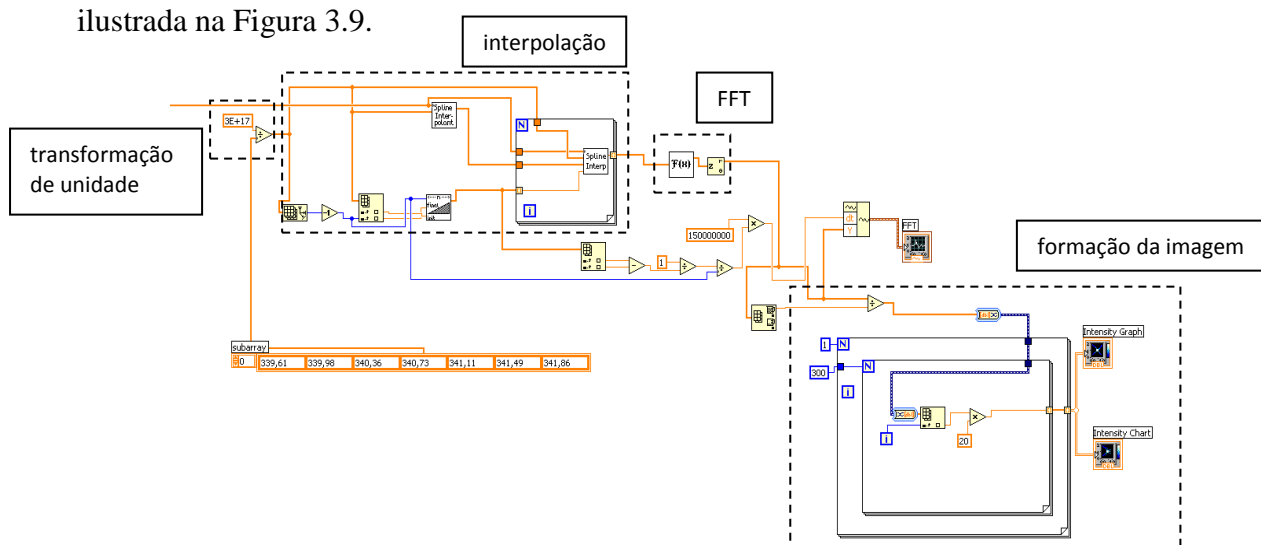 ilustrada na Figura 3.9.
interpolação
FFT
transformação
de unidade
formação da imagem
3E+17
Spline
Inter-
polant
N
Spline
Interp
i
-1
F(x)
150000000
1
dt
Y
FFT
subarray
0 339,61 339,98 340,36 340,73 341,11 341,49 341,86
1 N
300 N
i
i
20
Intensity Graph
Intensity Chart